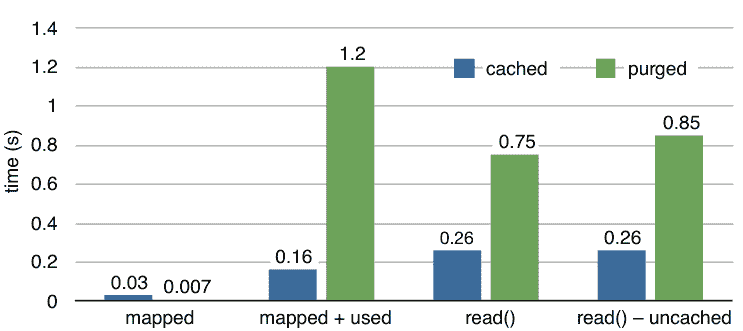 1.4
1.2
1
0.8
0.6
0.4
0.2
0
time (s)
cached
purged
0.03
0.007
0.16
1.2
0.26
0.75
0.26
0.85
mapped
mapped + used
read()
read() – uncached